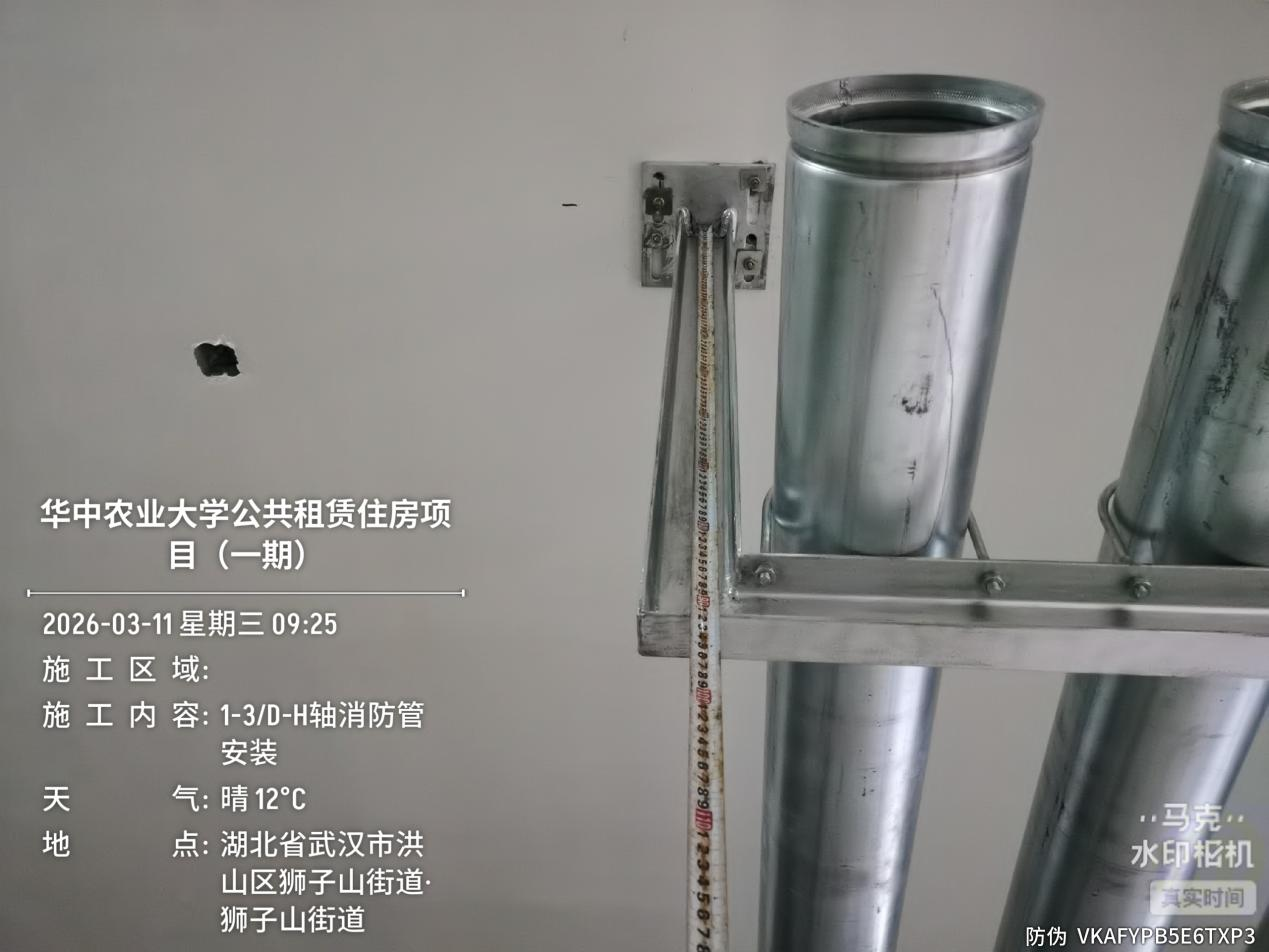 华中农业大学公共租赁住房项
目（一期）
2026-03-11 星期三 09:25
施工区域:
施工内容: 1-3/D-H轴消防管
安装
天气: 晴 12°C
地点: 湖北省武汉市洪
山区狮子山街道·
狮子山街道
马克
水印相机
真实时间
防伪 VKAFYPB5E6TXP3